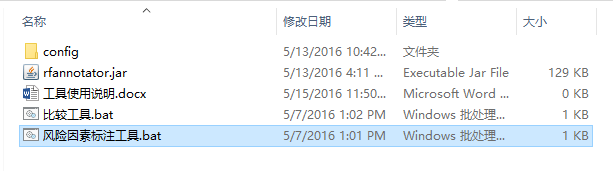 名称 修改日期 类型 大小
config 5/13/2016 10:42... 文件夹
rfannotator.jar 5/13/2016 4:11 ... Executable Jar File 129 KB
工具使用说明.docx 5/15/2016 11:50... Microsoft Word ... 0 KB
比较工具.bat 5/7/2016 1:02 PM Windows 批处理... 1 KB
风险因素标注工具.bat 5/7/2016 1:01 PM Windows 批处理... 1 KB